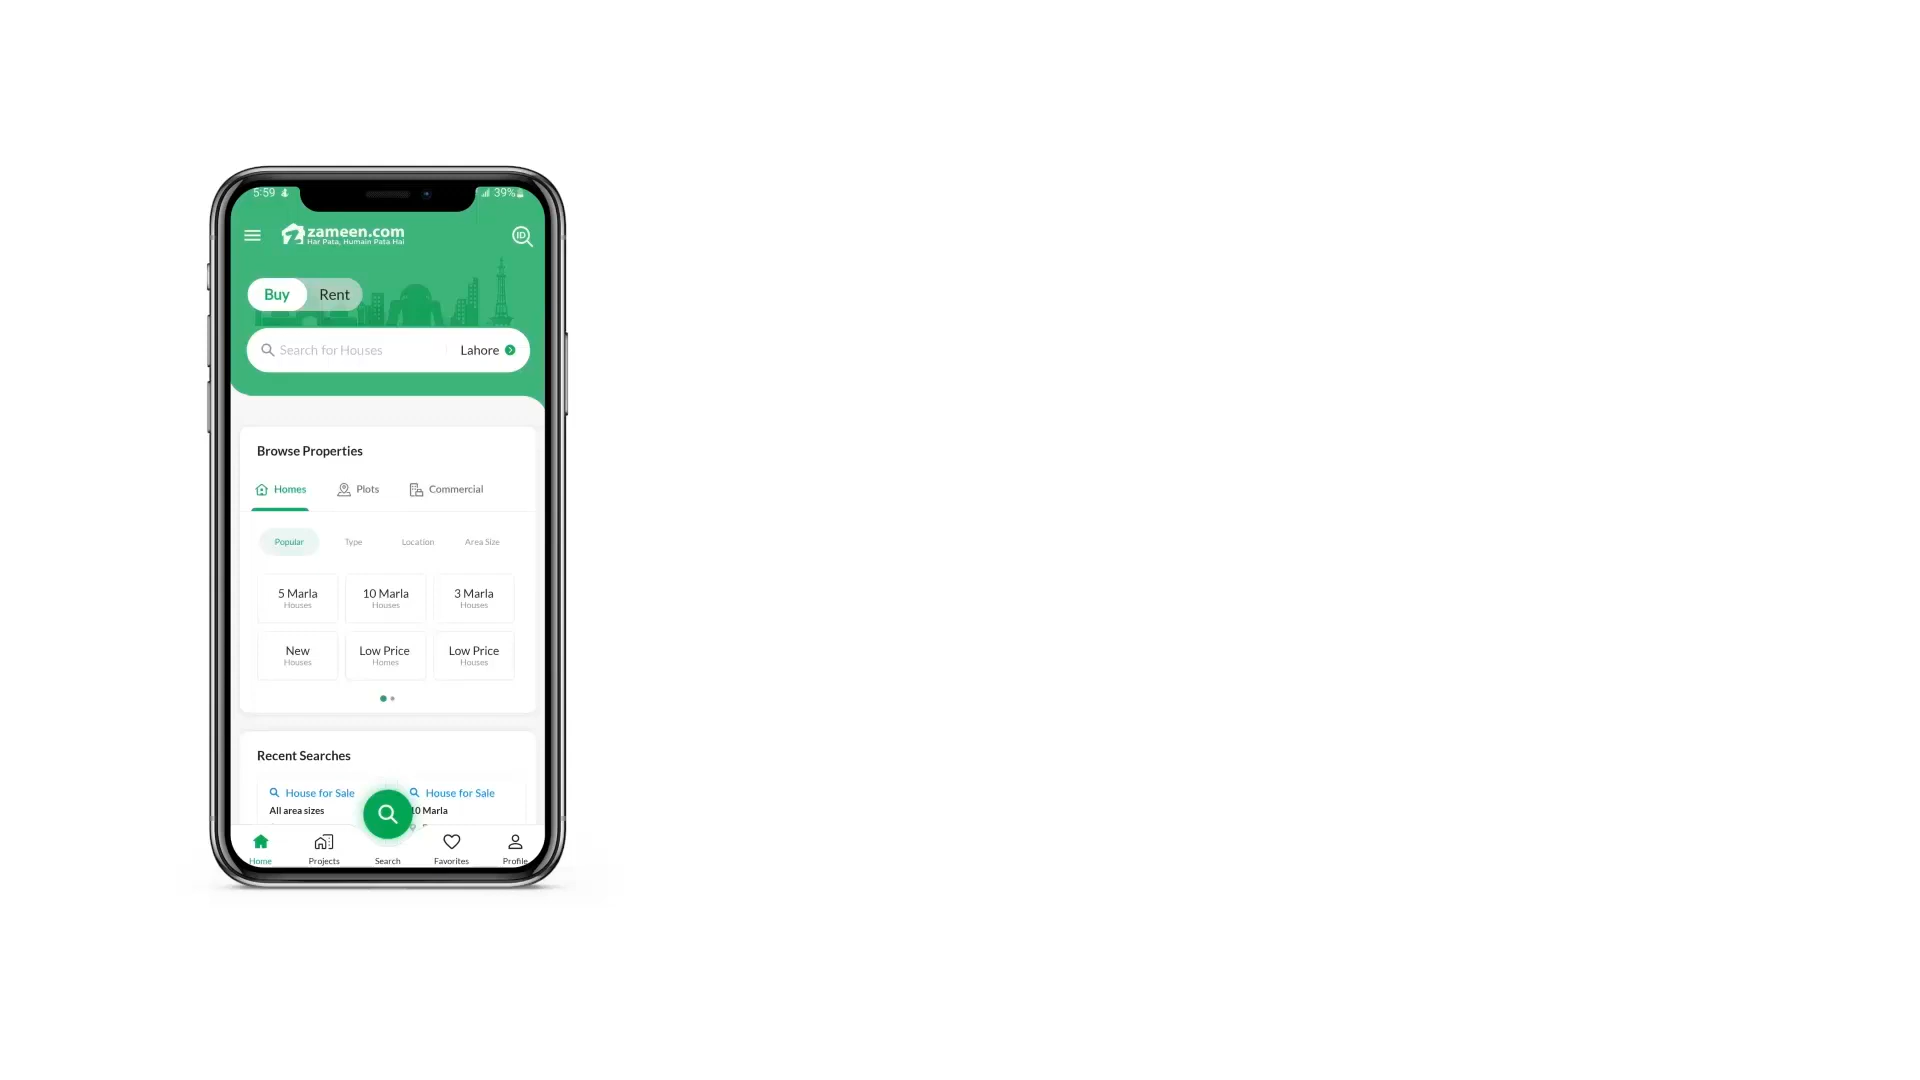 5:59 39%
zameen.com
Har Pata, Humain Pata Hai
ID
Buy Rent
Search for Houses Lahore
Browse Properties
Homes Plots Commercial
Popular Type Location Area Size
5 Marla 10 Marla 3 Marla
Houses Houses Houses
New Low Price Low Price
Houses Homes Houses
Recent Searches
House for Sale House for Sale
All area sizes 10 Marla
Home Projects Search Favorites Profile